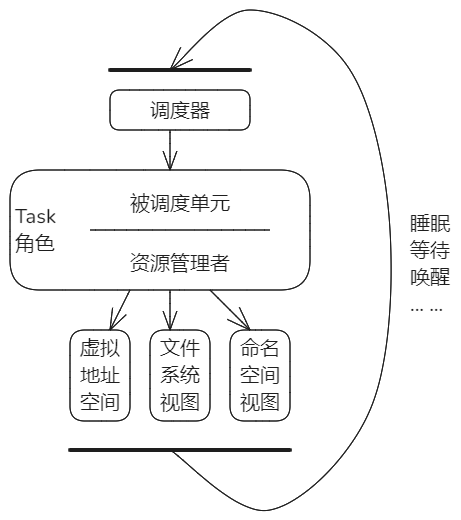 调度器
Task
角色
被调度单元
资源管理者
虚拟
地址
空间
文件
系统
视图
命名
空间
视图
睡眠
等待
唤醒
... ...